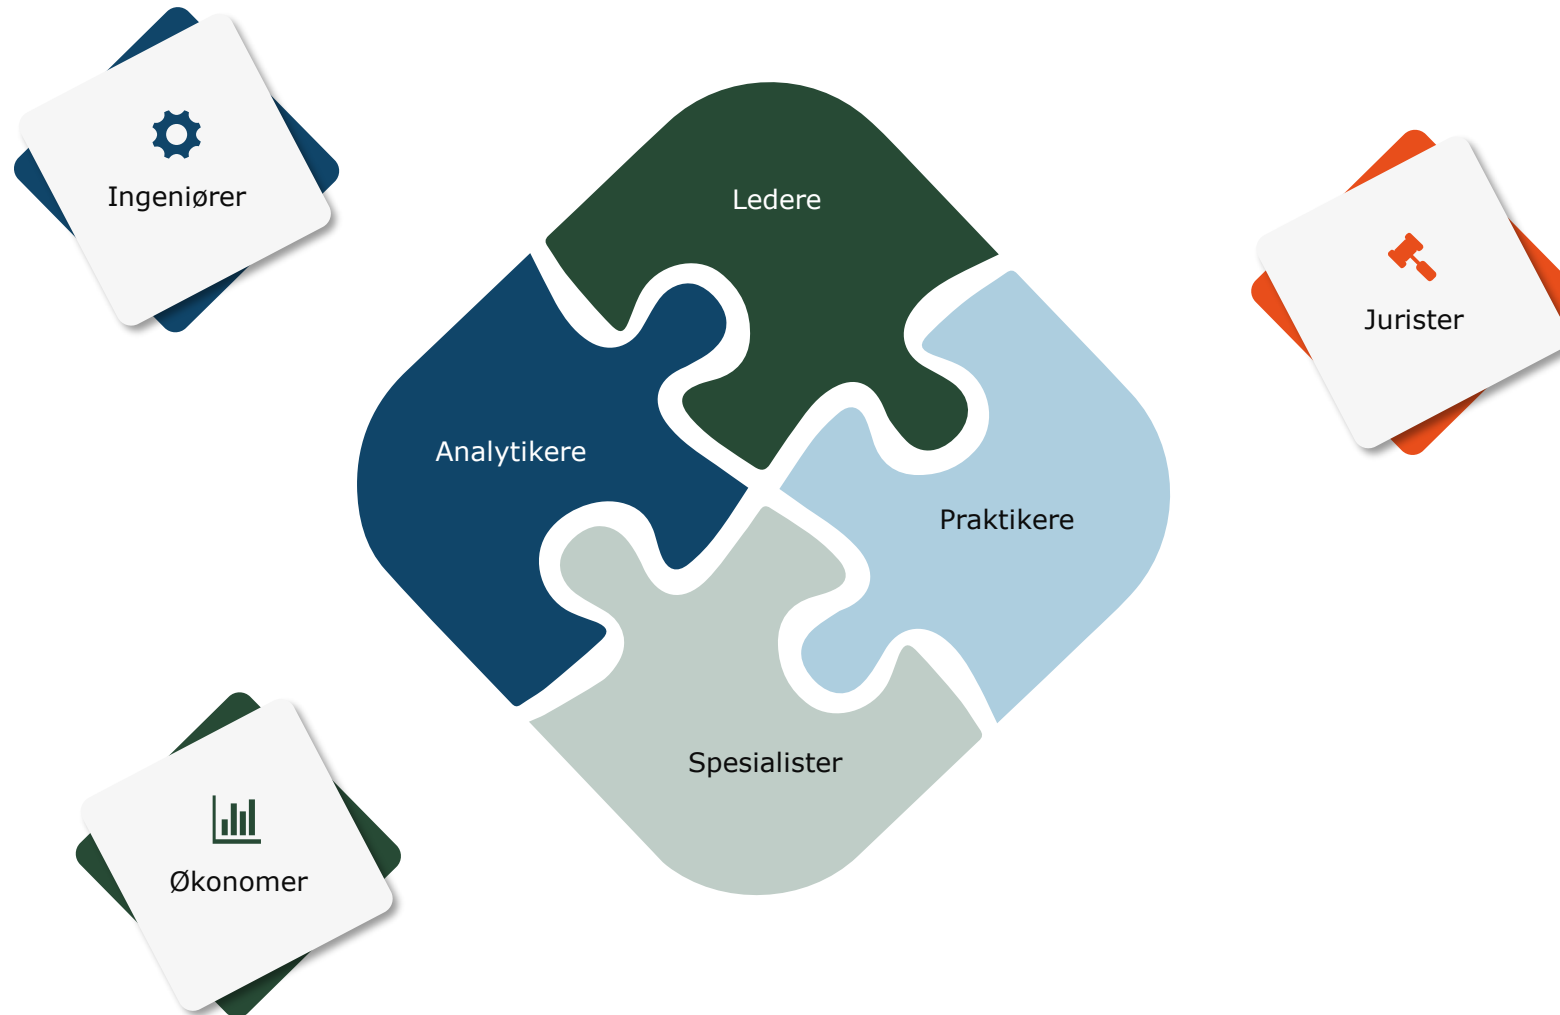 Ingeniører
Ledere
Jurister
Analytikere
Praktikere
Spesialister
Økonomer